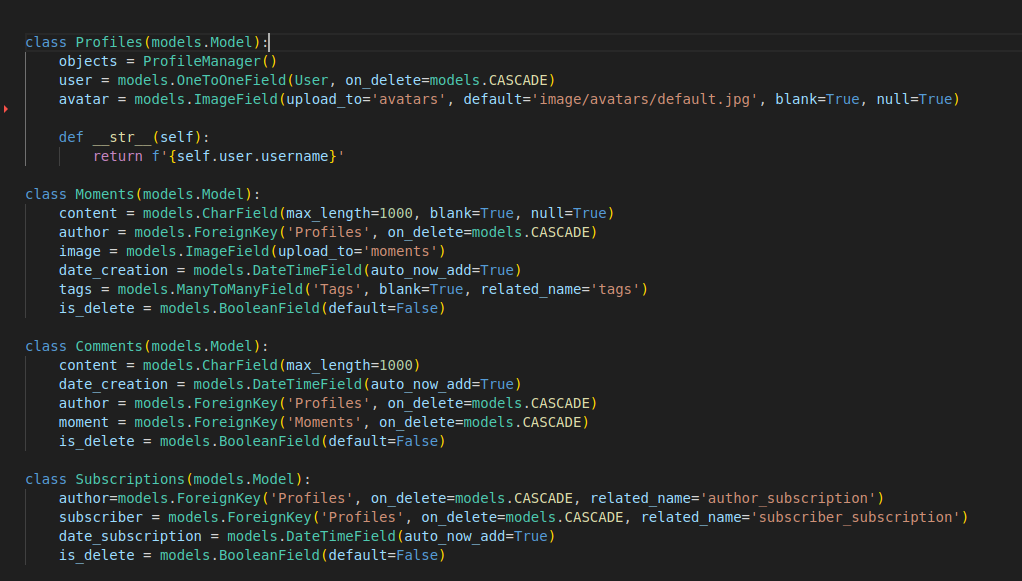 class Profiles(models.Model):
    objects = ProfileManager()
    user = models.OneToOneField(User, on_delete=models.CASCADE)
    avatar = models.ImageField(upload_to='avatars', default='image/avatars/default.jpg', blank=True, null=True)

    def __str__(self):
        return f'{self.user.username}'

class Moments(models.Model):
    content = models.CharField(max_length=1000, blank=True, null=True)
    author = models.ForeignKey('Profiles', on_delete=models.CASCADE)
    image = models.ImageField(upload_to='moments')
    date_creation = models.DateTimeField(auto_now_add=True)
    tags = models.ManyToManyField('Tags', blank=True, related_name='tags')
    is_delete = models.BooleanField(default=False)

class Comments(models.Model):
    content = models.CharField(max_length=1000)
    date_creation = models.DateTimeField(auto_now_add=True)
    author = models.ForeignKey('Profiles', on_delete=models.CASCADE)
    moment = models.ForeignKey('Moments', on_delete=models.CASCADE)
    is_delete = models.BooleanField(default=False)

class Subscriptions(models.Model):
    author=models.ForeignKey('Profiles', on_delete=models.CASCADE, related_name='author_subscription')
    subscriber = models.ForeignKey('Profiles', on_delete=models.CASCADE, related_name='subscriber_subscription')
    date_subscription = models.DateTimeField(auto_now_add=True)
    is_delete = models.BooleanField(default=False)